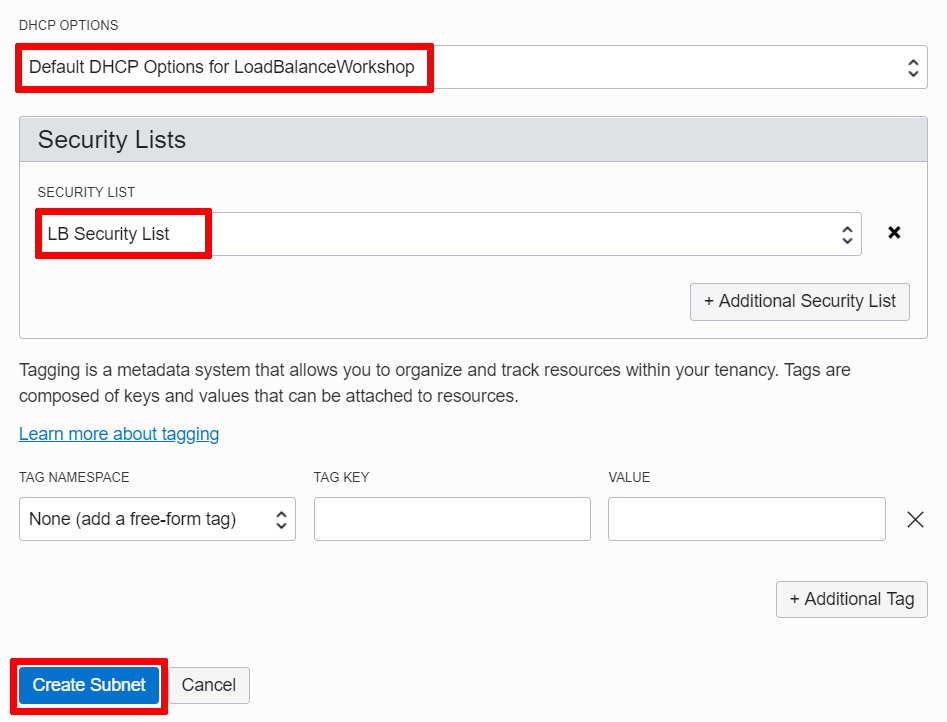 DHCP OPTIONS
Default DHCP Options for LoadBalanceWorkshop
Security Lists
SECURITY LIST
LB Security List
+ Additional Security List
Tagging is a metadata system that allows you to organize and track resources within your tenancy. Tags are
composed of keys and values that can be attached to resources.
Learn more about tagging
TAG NAMESPACE TAG KEY VALUE
None (add a free-form tag)
+ Additional Tag
Create Subnet Cancel